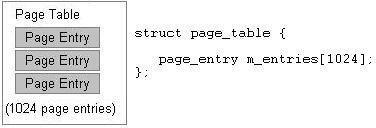 Page Table
Page Entry
Page Entry
Page Entry
(1024 page entries)
struct page_table {
page_entry m_entries[1024];
};